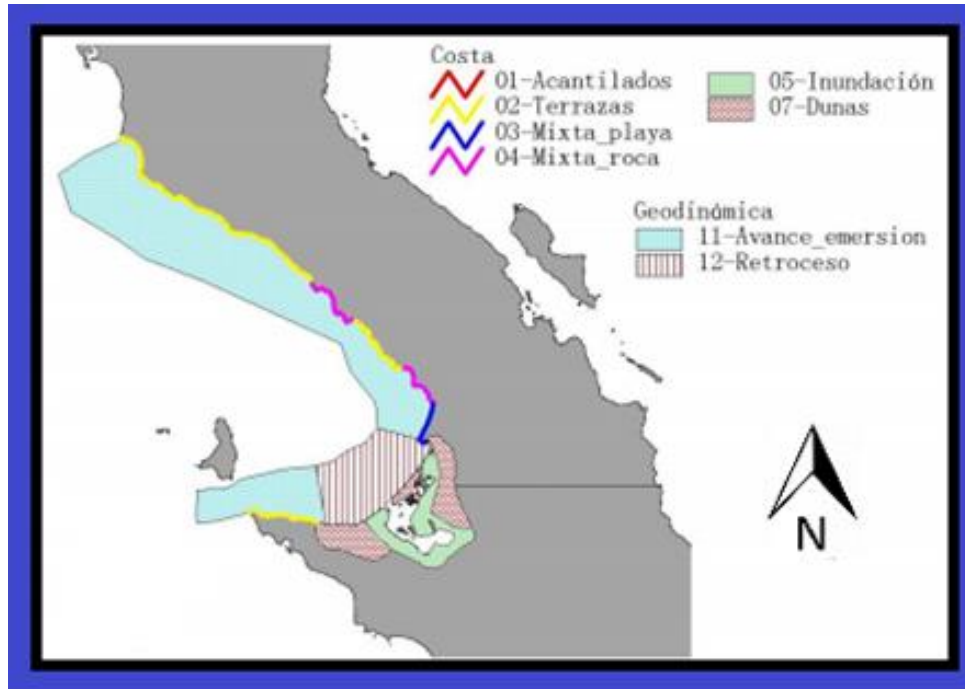 Costa
01-Acantilados
02-Terrazas
03-Mixta_playa
04-Mixta_roca
05-Inundación
07-Dunas
Geodinámica
11-Avance_emersion
12-Retroceso
N